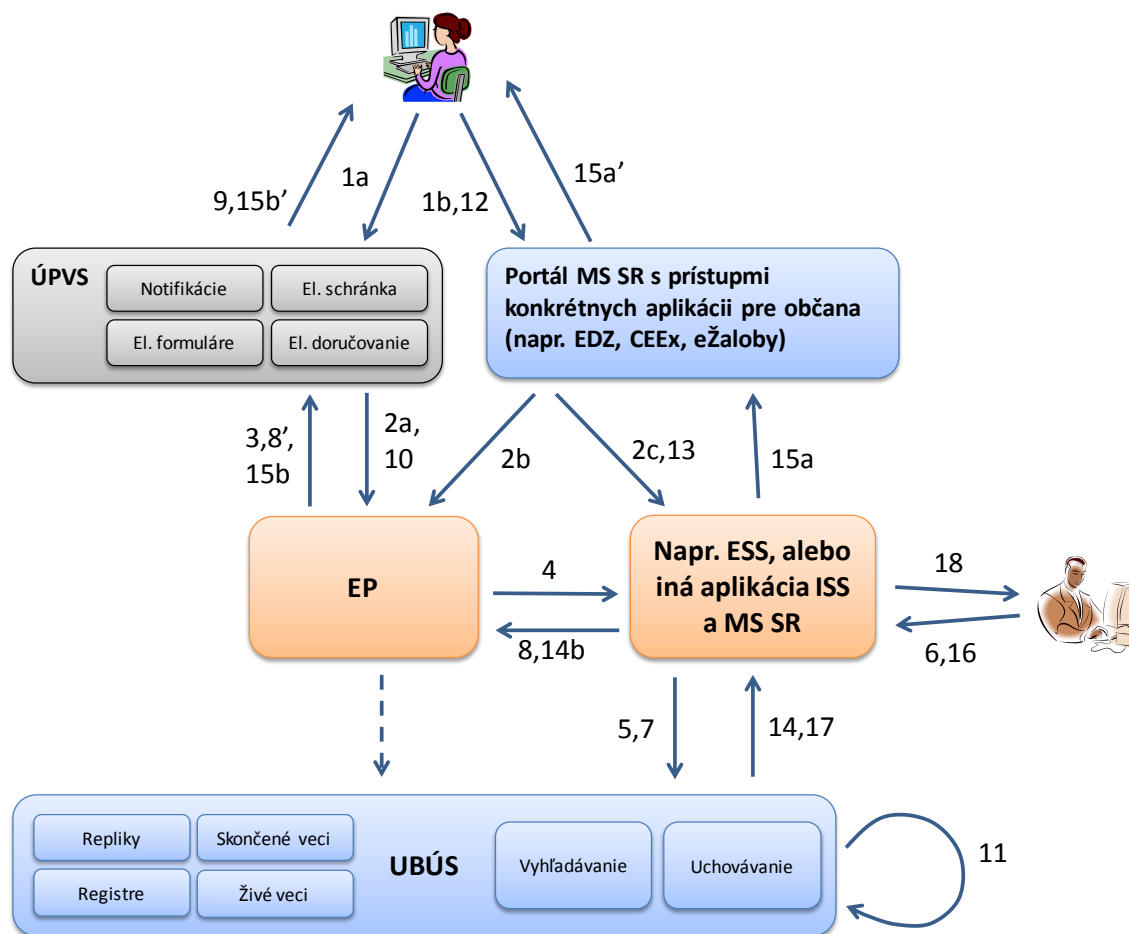 9,15b’
1a
1b,12
15a’
ÚPVS
Notifikácie
El. schránka
El. formuláre
El. doručovanie
Portál MS SR s prístupmi
konkrétnych aplikácii pre občana
(napr. EDZ, CEEx, eŽaloby)
3,8’,
15b
2a,
10
2b
2c,13
15a
EP
4
8,14b
Napr. ESS, alebo
iná aplikácia ISS
a MS SR
18
6,16
5,7
14,17
Repliky
Skončené veci
Registre
Živé veci
UBÚS
Vyhľadávanie
Uchovávanie
11